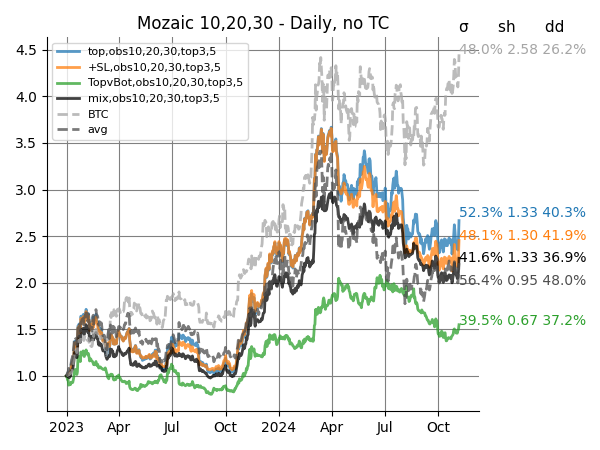 Mozaic 10,20,30 - Daily, no TC
σ sh dd
top,obs10,20,30,top3,5
+SL,obs10,20,30,top3,5
TopvBot,obs10,20,30,top3,5
mix,obs10,20,30,top3,5
BTC
avg
4.5
4.0
3.5
3.0
2.5
2.0
1.5
1.0
48.0% 2.58 26.2%
52.3% 1.33 40.3%
48.1% 1.30 41.9%
41.6% 1.33 36.9%
56.4% 0.95 48.0%
39.5% 0.67 37.2%
2023 Apr Jul Oct 2024 Apr Jul Oct